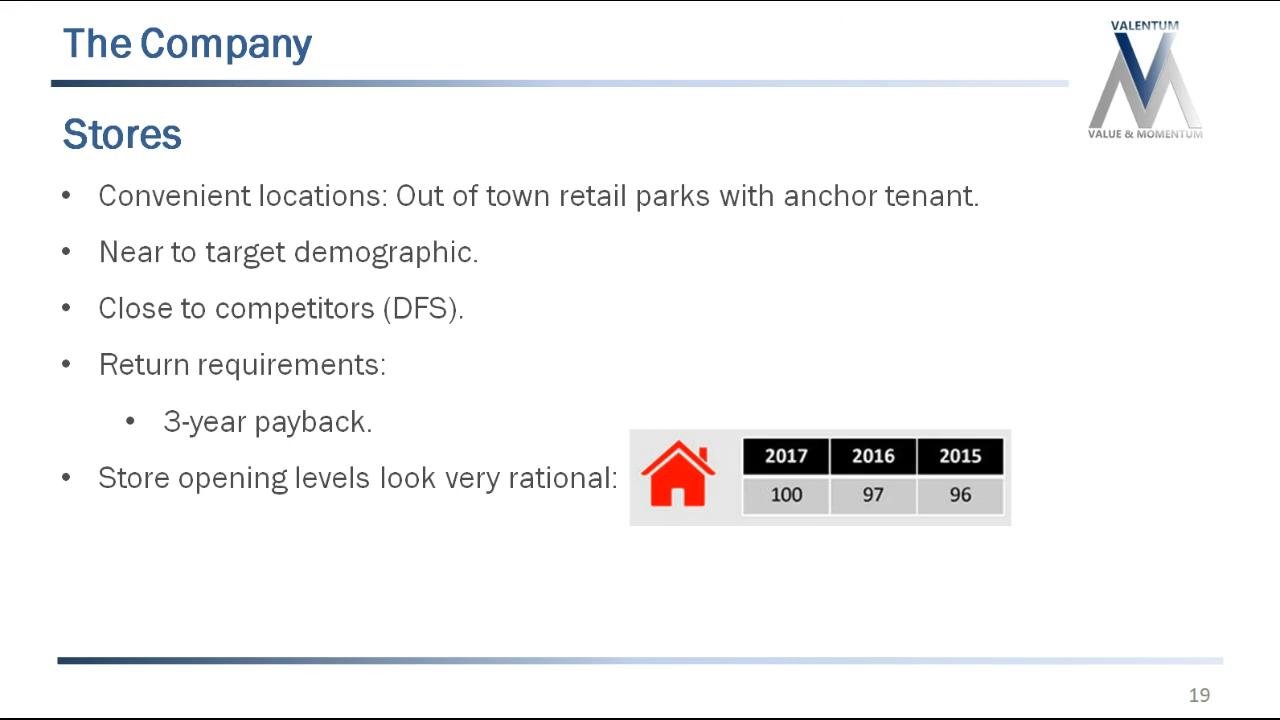 The Company
VALENTUM
VALUE & MOMENTUM
Stores
• Convenient locations: Out of town retail parks with anchor tenant.
• Near to target demographic.
• Close to competitors (DFS).
• Return requirements:
• 3-year payback.
• Store opening levels look very rational:
2017 2016 2015
100 97 96
19